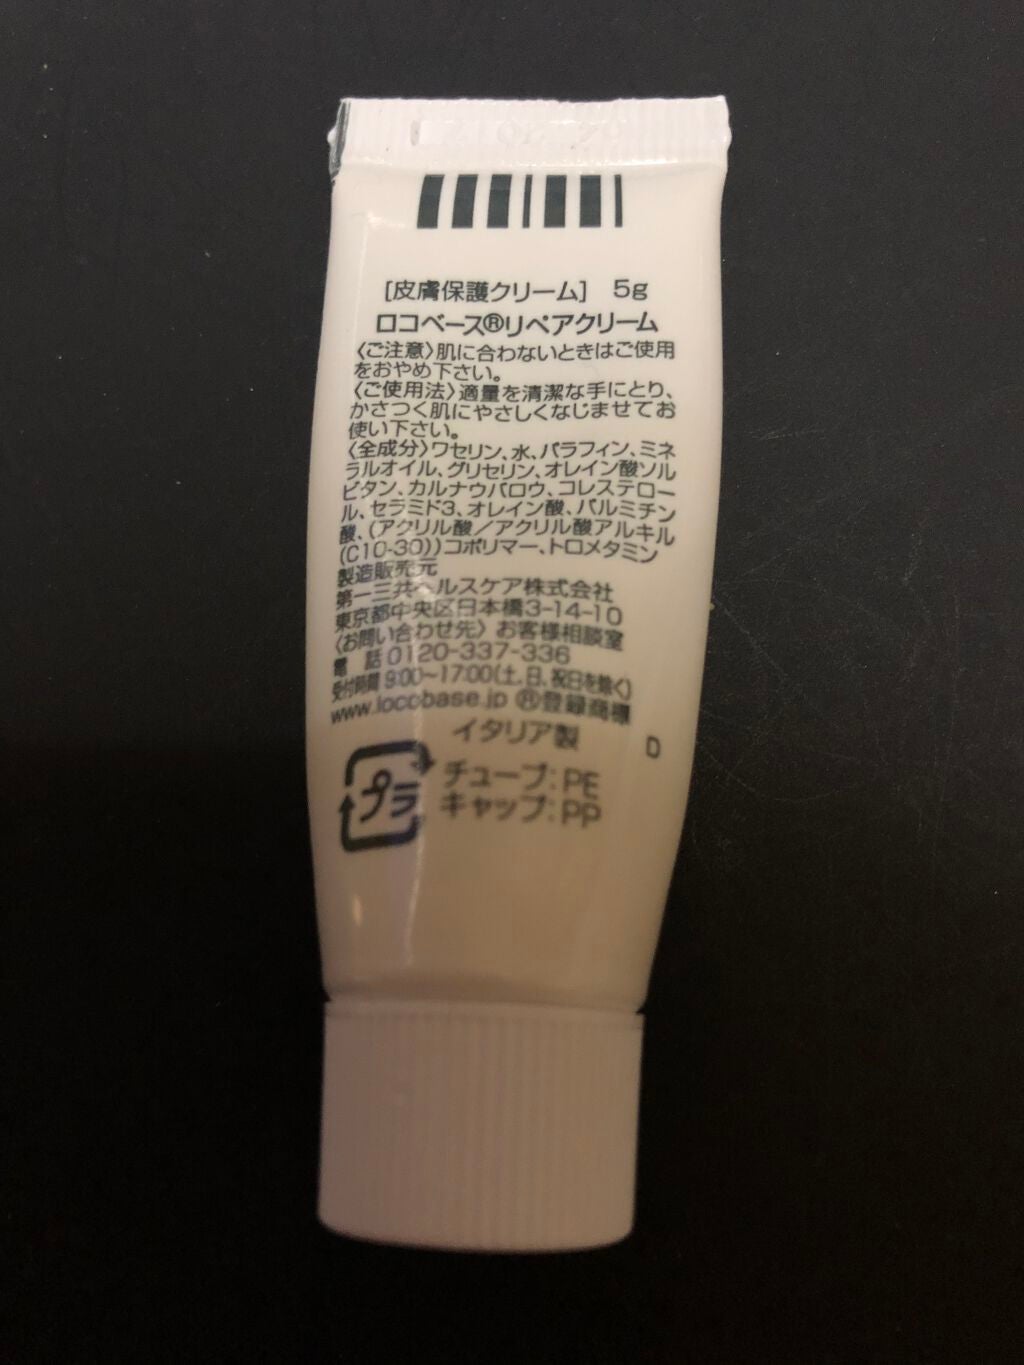 [皮膚保護クリーム] 5g
ロコベース®リペアクリーム
〈ご注意〉肌に合わないときはご使用
をおやめ下さい。
〈ご使用法〉適量を清潔な手にとり、
かさつく肌にやさしくなじませてお
使い下さい。
〈全成分〉ワセリン、水、パラフィン、ミネ
ラルオイル、グリセリン、オレイン酸ソル
ビタン、カルナウバロウ、コレステロー
ル、セラミド3、オレイン酸、パルミチン
酸、(アクリル酸/アクリル酸アルキル
(C10-30))コポリマー、トロメタミン
製造販売元
第一三共ヘルスケア株式会社
東京都中央区日本橋3-14-10
〈お問い合わせ先〉お客様相談室
電 話 0120-337-336
受付時間 9:00~17:00(土、日、祝日を除く)
www.locobase.jp ®登録商標
イタリア製
D
プラ
チューブ:PE
キャップ:PP